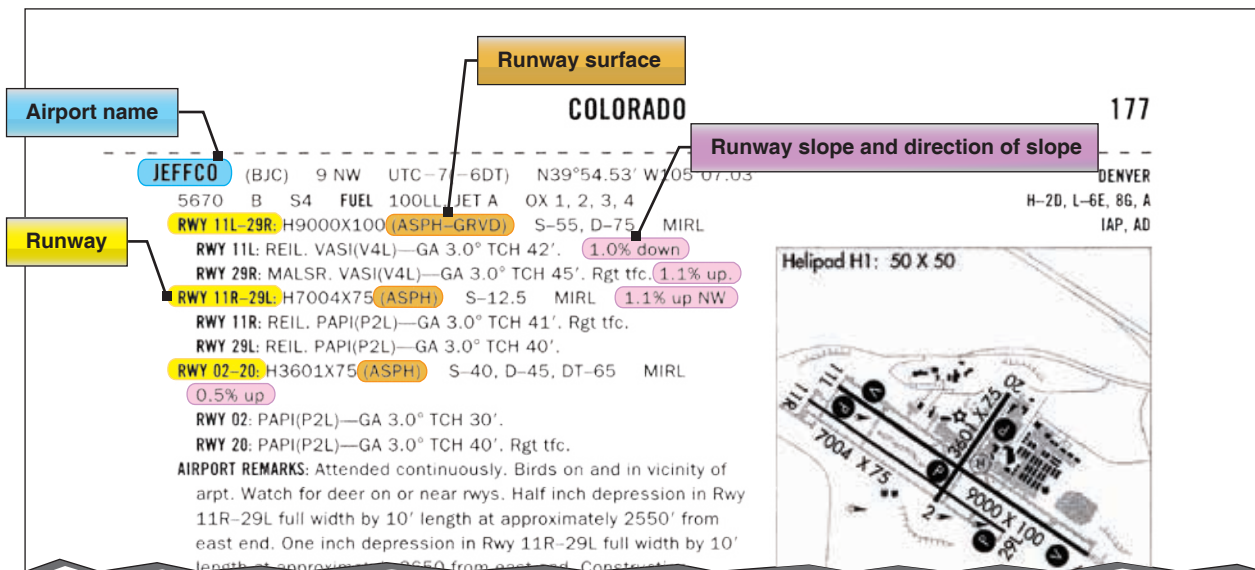 Runway surface
COLORADO
177
Airport name
Runway slope and direction of slope
JEFFCO (BJC) 9 NW UTC–7(–6DT) N39°54.53′ W105°07.03′
DENVER
5670 B S4 FUEL 100LL, JET A OX 1, 2, 3, 4
H–2D, L–6E, 8G, A
Runway
RWY 11L–29R: H9000X100 (ASPH–GRVD) S–55, D–75 MIRL
IAP, AD
RWY 11L: REIL. VASI(V4L)—GA 3.0° TCH 42′. 1.0% down
RWY 29R: MALSR. VASI(V4L)—GA 3.0° TCH 45′. Rgt tfc. 1.1% up.
RWY 11R–29L: H7004X75 (ASPH) S–12.5 MIRL 1.1% up NW
RWY 11R: REIL. PAPI(P2L)—GA 3.0° TCH 41′. Rgt tfc.
RWY 29L: REIL. PAPI(P2L)—GA 3.0° TCH 40′.
RWY 02–20: H3601X75 (ASPH) S–40, D–45, DT–65 MIRL
0.5% up
RWY 02: PAPI(P2L)—GA 3.0° TCH 30′.
RWY 20: PAPI(P2L)—GA 3.0° TCH 40′. Rgt tfc.
AIRPORT REMARKS: Attended continuously. Birds on and in vicinity of
arpt. Watch for deer on or near rwys. Half inch depression in Rwy
11R–29L full width by 10′ length at approximately 2550′ from
east end. One inch depression in Rwy 11R–29L full width by 10′
length at approximately 2650 from east end.
Helipad H1: 50 X 50
11L
11R
20
V
P
P
3601 X 75
7004 X 75
H
P
2
9000 X 100
P
29L
V